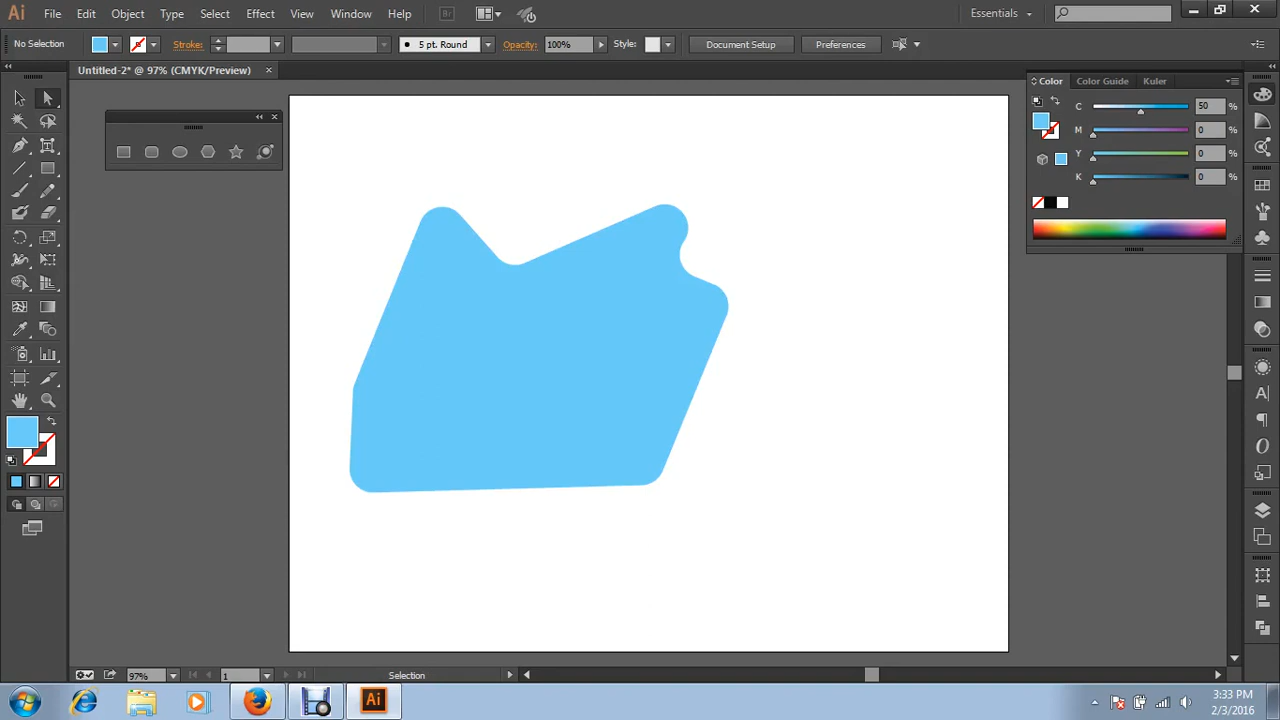 Ai File Edit Object Type Select Effect View Window Help Br Essentials
No Selection Stroke: 5 pt. Round Opacity: 100% Style: Document Setup Preferences
Untitled-2* @ 97% (CMYK/Preview)
Color Color Guide Kuler
C 50 %
M 0 %
Y 0 %
K 0 %
T
A
97% 1 Selection
Ai 3:33 PM
2/3/2016